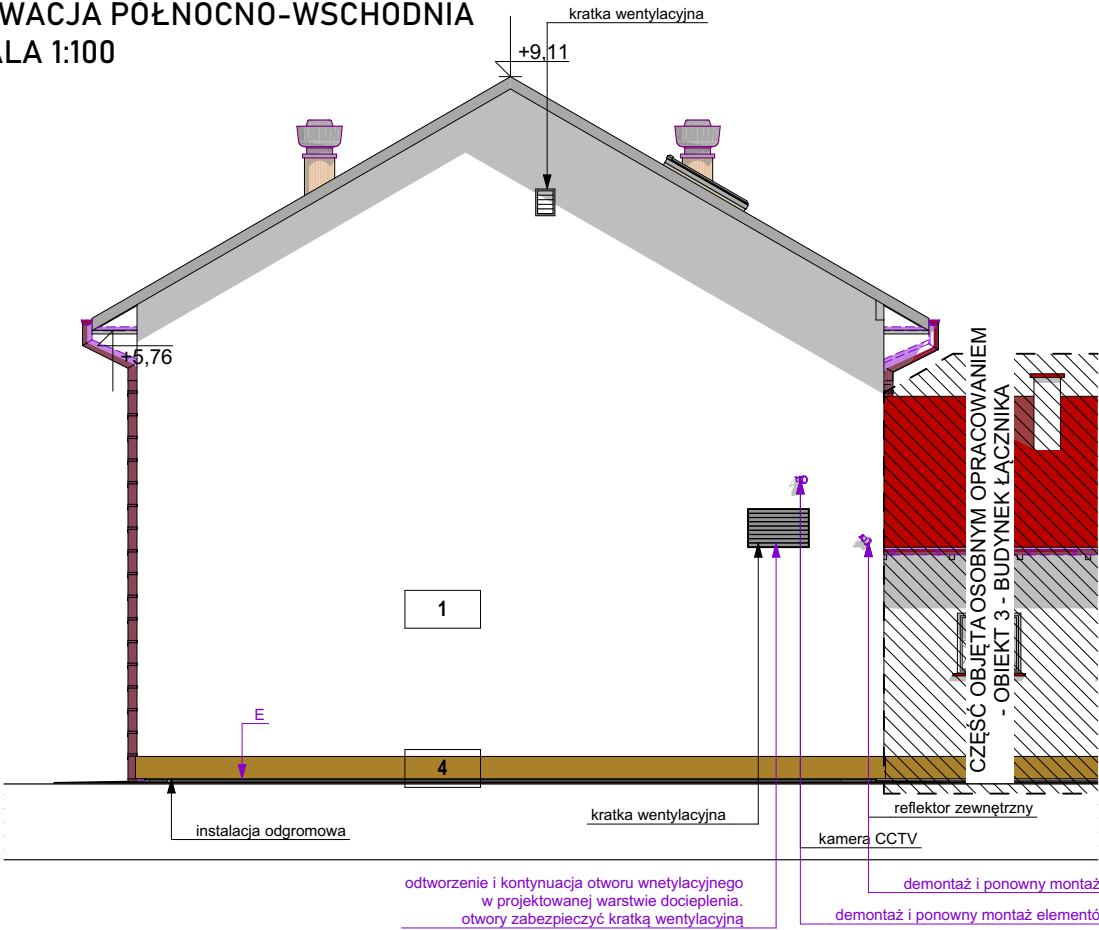 WACJA PÓŁNOCNO-WSCHODNIA
ALA 1:100
kratka wentylacyjna
+9,11
+5,76
CZĘŚĆ OBJĘTA OSOBNYM OPRACOWANIEM
- OBIEKT 3 - BUDYNEK ŁĄCZNIKA
1
E
4
instalacja odgromowa
kratka wentylacyjna
reflektor zewnętrzny
kamera CCTV
odtworzenie i kontynuacja otworu wnetylacyjnego
w projektowanej warstwie docieplenia.
otwory zabezpieczyć kratką wentylacyjną
demontaż i ponowny montaż
demontaż i ponowny montaż elementó